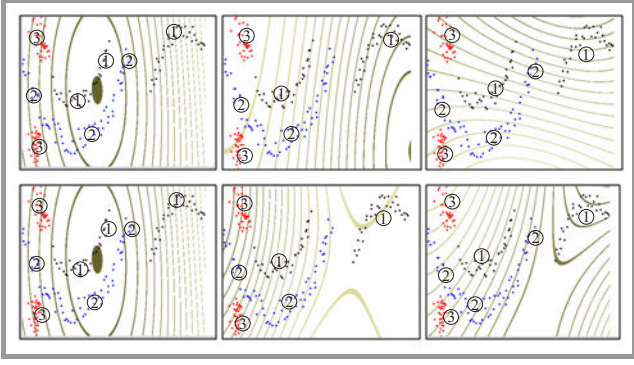 ③ ① ① ② ② ① ② ③
③ ① ② ① ② ③
③ ① ① ② ② ③
③ ① ① ② ② ① ② ③
③ ① ② ① ② ③
③ ① ② ① ② ② ③